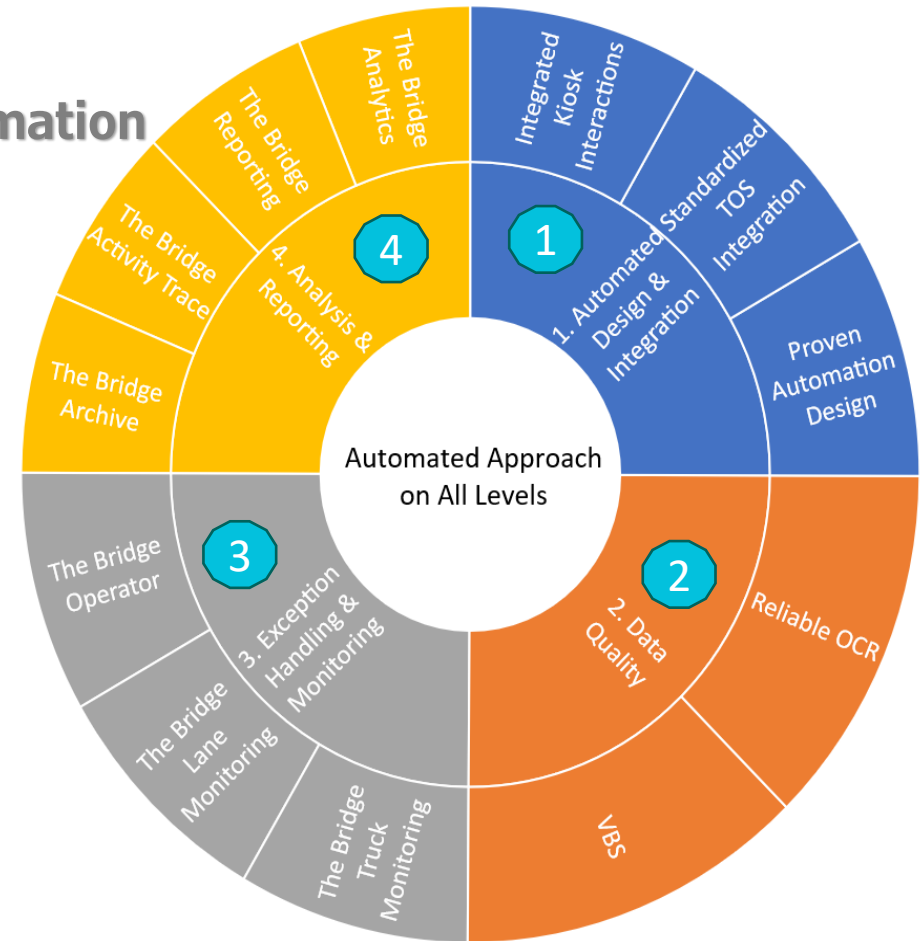 mation
Integrated
Kiosk
Interactions
Standardized
TOS
Integration
Proven
Automation
Design
1
1. Automated
Design &
Integration
Reliable OCR
VBS
2
2. Data
Quality
The Bridge
Truck
Monitoring
The Bridge
Lane
Monitoring
The Bridge
Operator
3
3. Exception
Handling &
Monitoring
The Bridge
Archive
The Bridge
Activity Trace
The Bridge
Reporting
The Bridge
Analytics
4
4. Analysis &
Reporting
Automated Approach
on All Levels